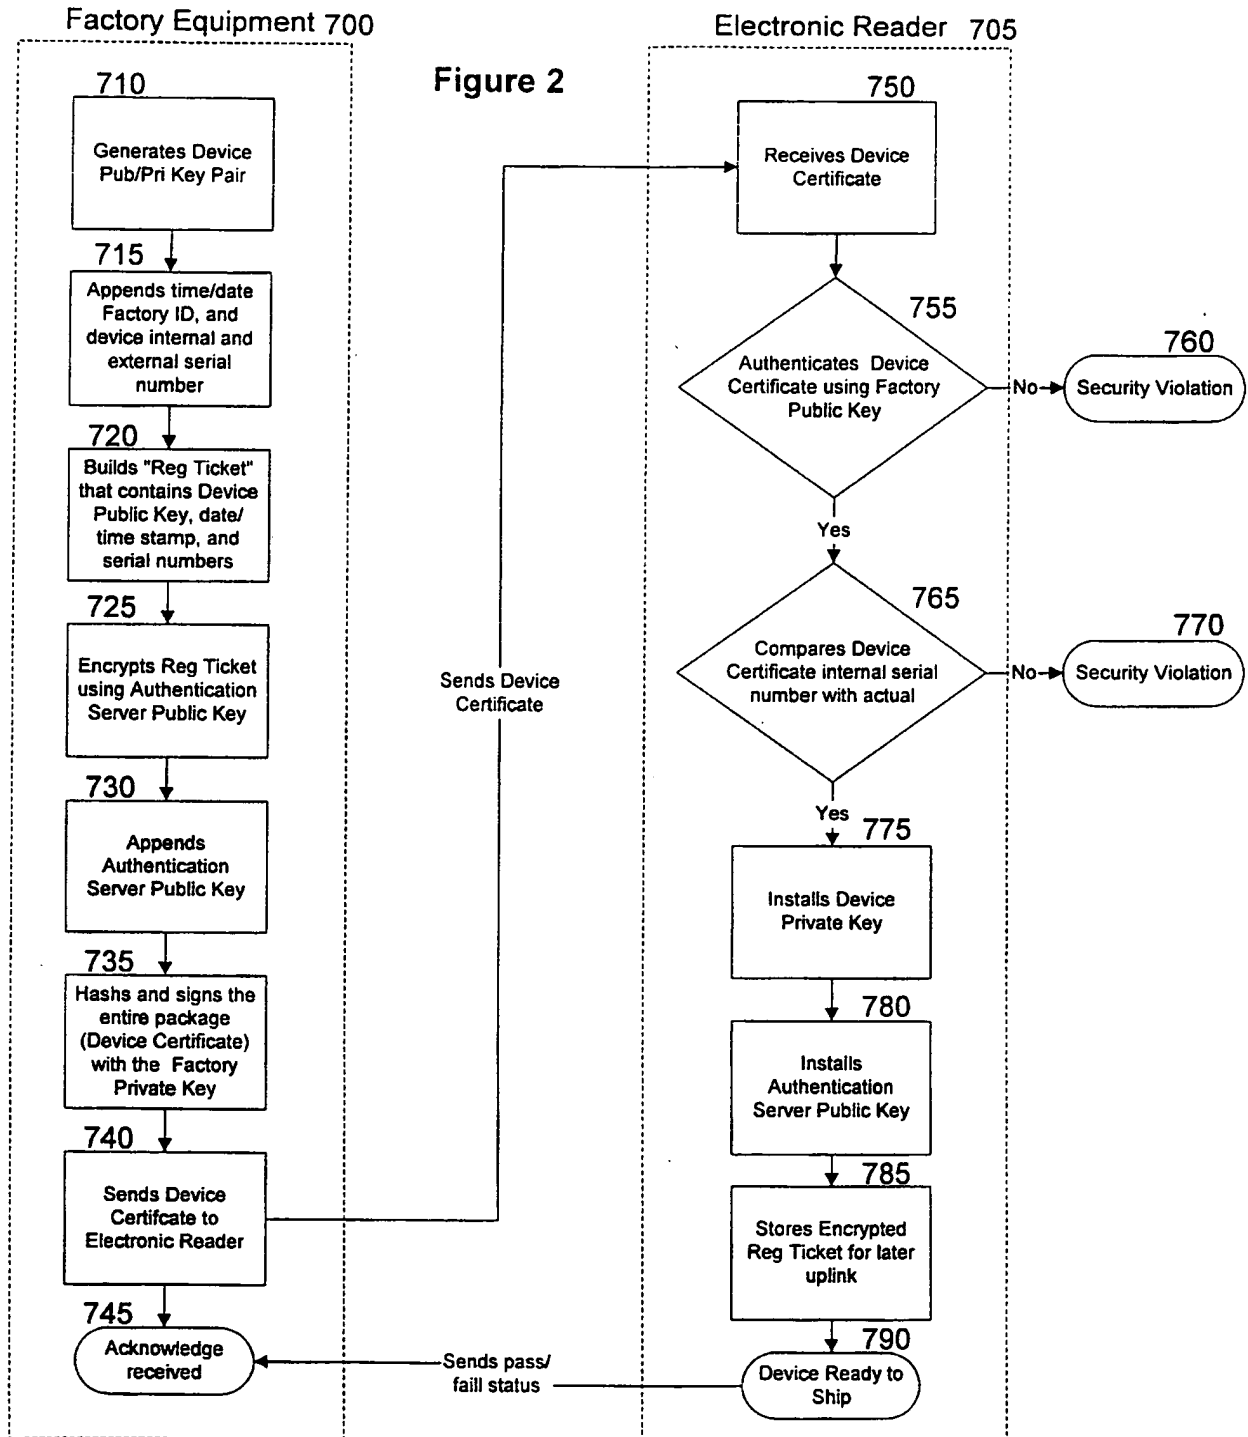 Factory Equipment 700
Electronic Reader 705
Figure 2
710
Generates Device
Pub/Pri Key Pair
715
Appends time/date
Factory ID, and
device internal and
external serial
number
720
Builds "Reg Ticket"
that contains Device
Public Key, date/
time stamp, and
serial numbers
725
Encrypts Reg Ticket
using Authentication
Server Public Key
730
Appends
Authentication
Server Public Key
735
Hashs and signs the
entire package
(Device Certificate)
with the Factory
Private Key
740
Sends Device
Certifcate to
Electronic Reader
745
Acknowledge
received
Sends Device
Certificate
750
Receives Device
Certificate
755
Authenticates Device
Certificate using Factory
Public Key
No
760
Security Violation
Yes
765
Compares Device
Certificate internal serial
number with actual
No
770
Security Violation
Yes
775
Installs Device
Private Key
780
Installs
Authentication
Server Public Key
785
Stores Encrypted
Reg Ticket for later
uplink
790
Device Ready to
Ship
Sends pass/
faill status